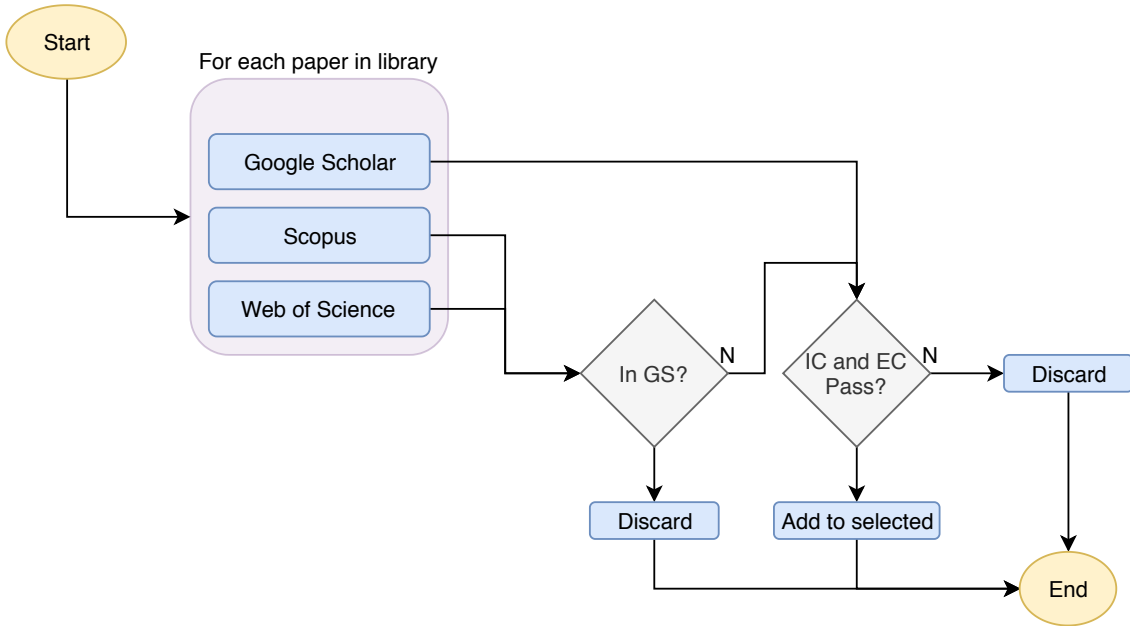 Start
For each paper in library
Google Scholar
Scopus
Web of Science
In GS?
N
IC and EC
Pass?
N
Discard
Discard
Add to selected
End